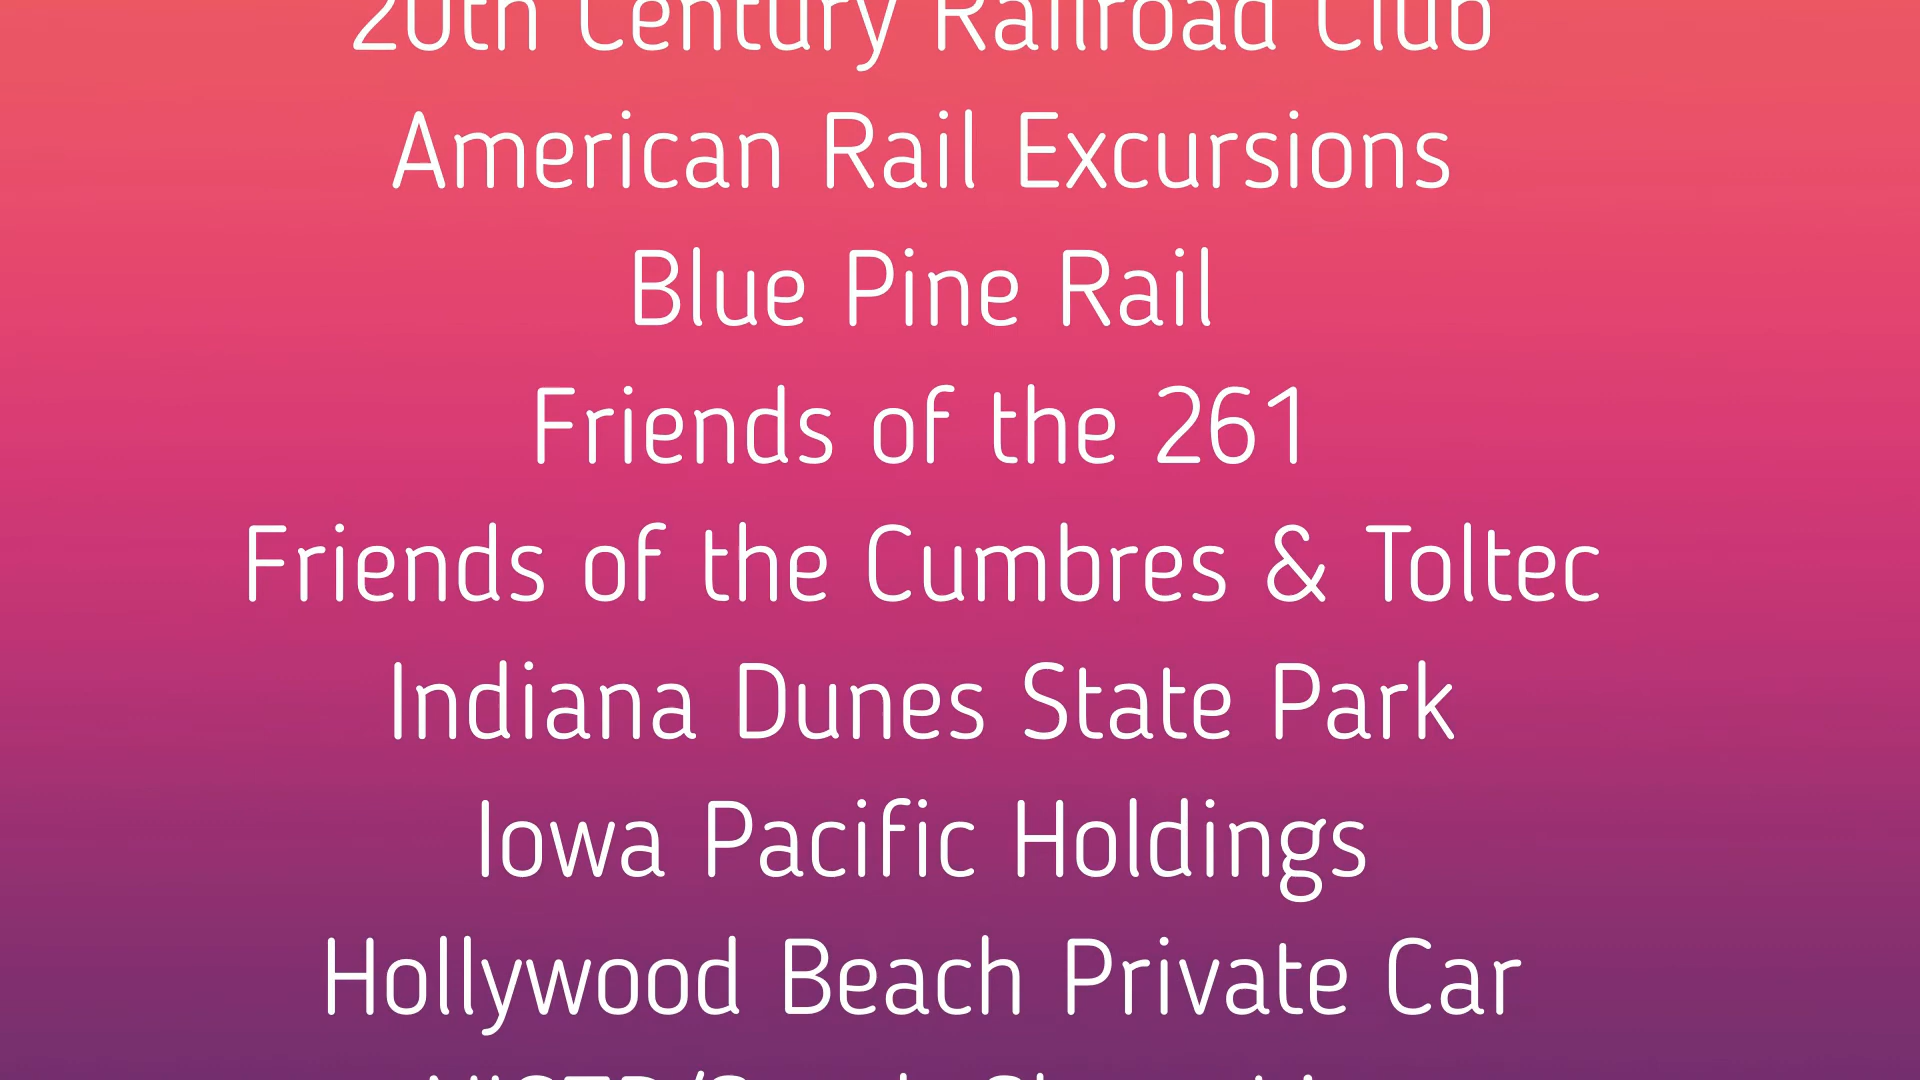 20th Century Railroad Club
American Rail Excursions
Blue Pine Rail
Friends of the 261
Friends of the Cumbres & Toltec
Indiana Dunes State Park
Iowa Pacific Holdings
Hollywood Beach Private Car